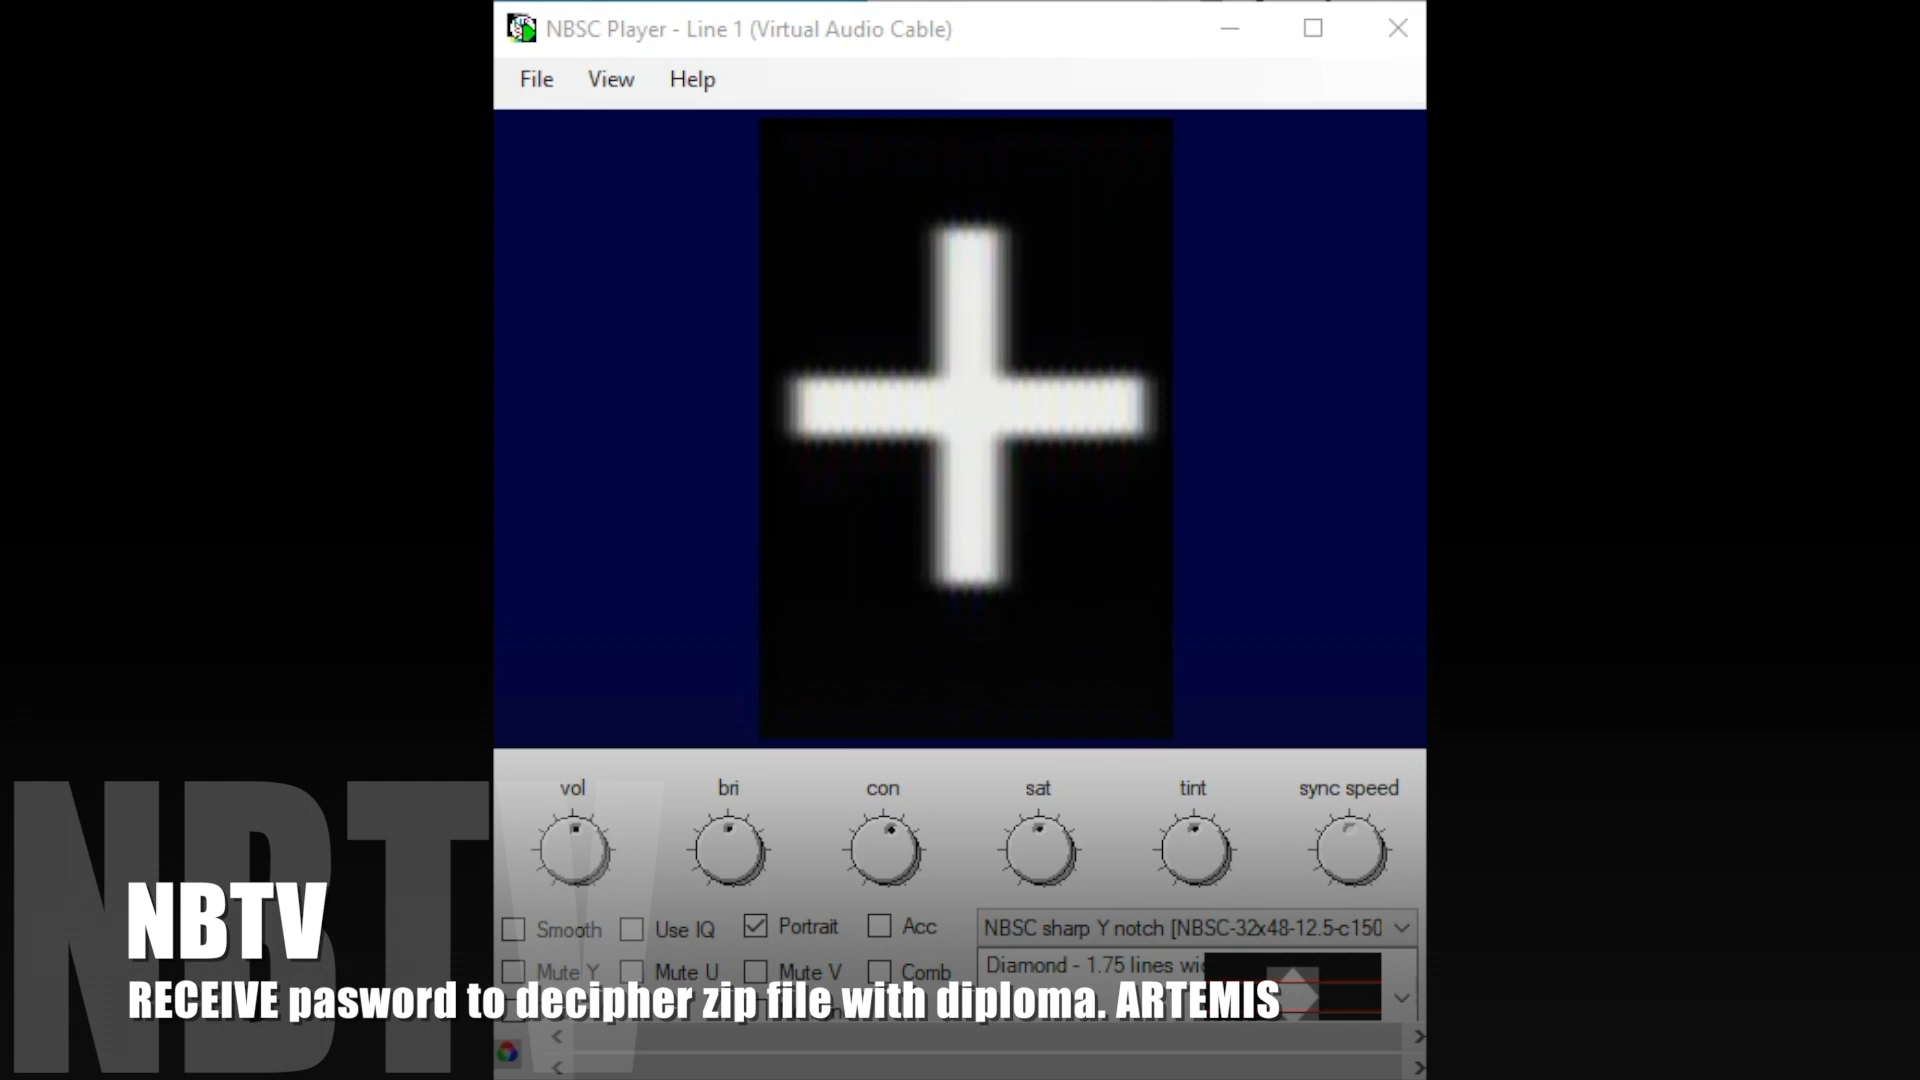 NBSC Player - Line 1 (Virtual Audio Cable)
File View Help
vol bri con sat tint sync speed
Smooth Use IQ Portrait Acc
NBSC sharp Y notch [NBSC-32x48-12.5-c150
Mute Y Mute U Mute V Comb
Diamond - 1.75 lines
NBTV
NBTV
RECEIVE pasword to decipher zip file with diploma. ARTEMIS